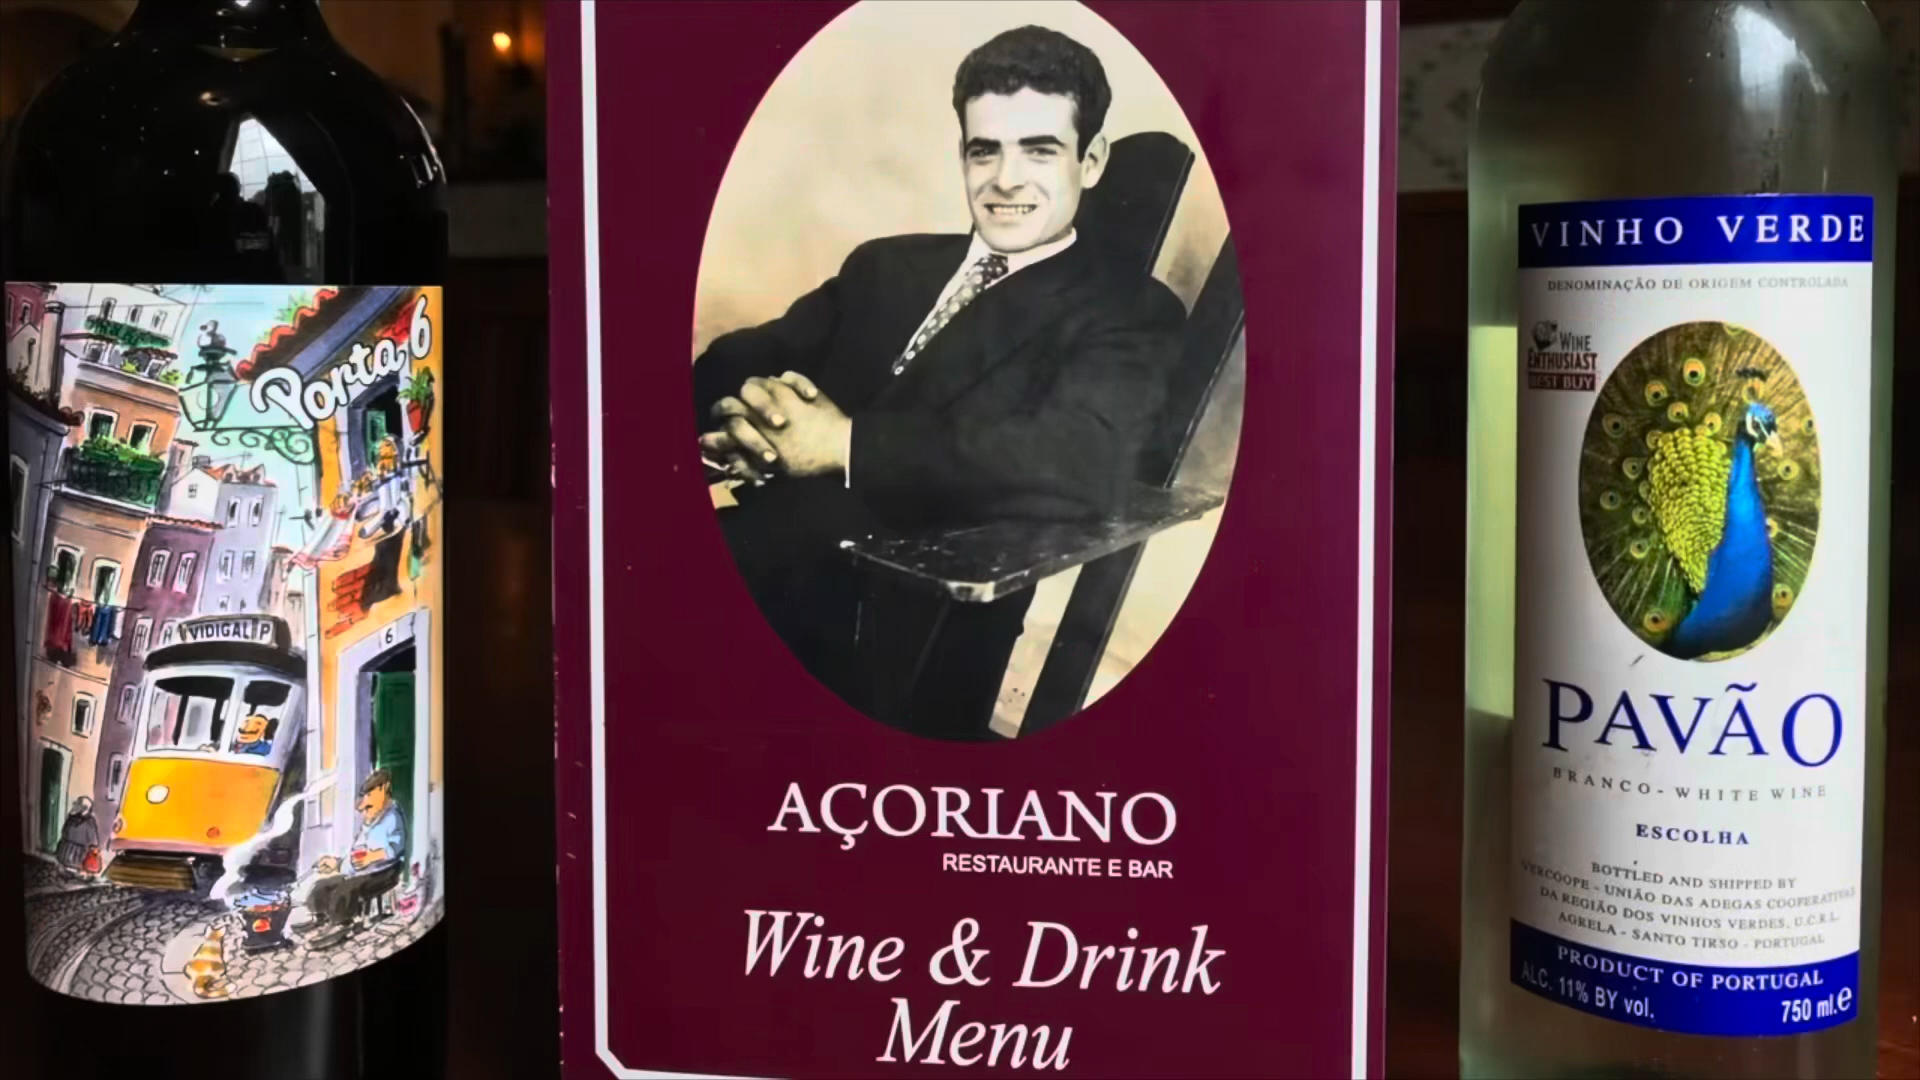 Porta 6
VIDIGAL P
6
AÇORIANO
RESTAURANTE E BAR
Wine & Drink
Menu
VINHO VERDE
DENOMINAÇÃO DE ORIGEM CONTROLADA
WINE
ENTHUSIAST
BEST BUY
PAVÃO
BRANCO - WHITE WINE
ESCOLHA
BOTTLED AND SHIPPED BY
VERCOOPE - UNIÃO DAS ADEGAS COOPERATIVAS
DA REGIÃO DOS VINHOS VERDES, U.C.R.L.
AGRELA - SANTO TIRSO - PORTUGAL
PRODUCT OF PORTUGAL
ALC. 11% BY vol.
750 ml.e